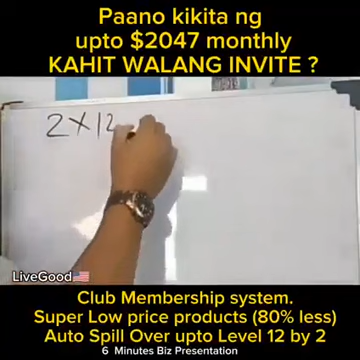 Paano kikita ng
upto $2047 monthly
KAHIT WALANG INVITE ?
2X12
LiveGood🇺🇸
Club Membership system.
Super Low price products (80% less)
Auto Spill Over upto Level 12 by 2
6 Minutes Biz Presentation